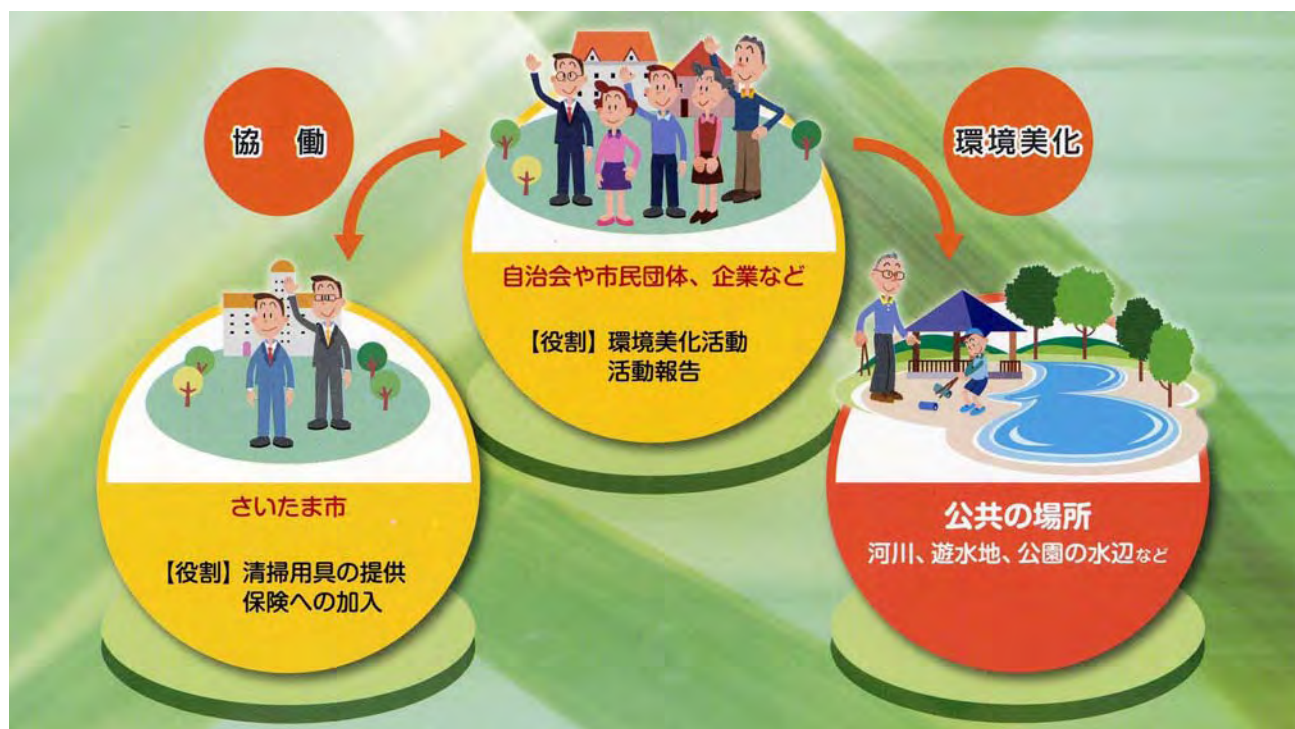 協 働
環境美化
自治会や市民団体、企業など
【役割】環境美化活動
活動報告
さいたま市
【役割】清掃用具の提供
保険への加入
公共の場所
河川、遊水地、公園の水辺など